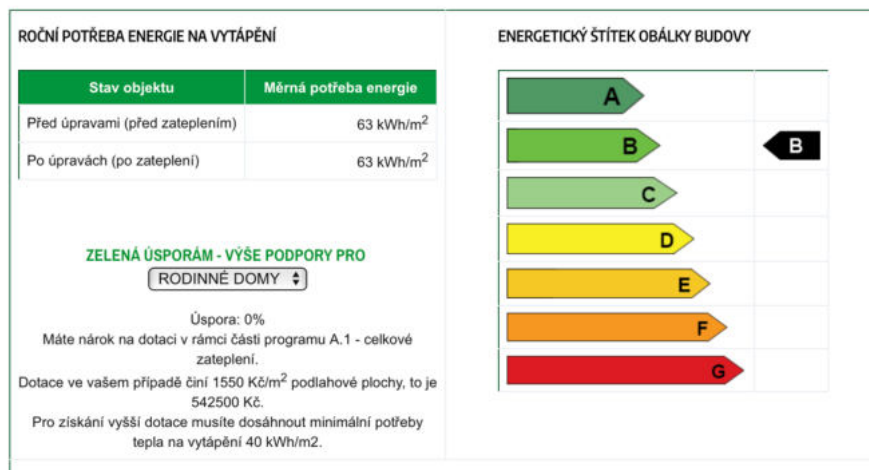 ROČNÍ POTŘEBA ENERGIE NA VYTÁPĚNÍ
Stav objektu Měrná potřeba energie
Před úpravami (před zateplením) 63 kWh/m²
Po úpravách (po zateplení) 63 kWh/m²
ZELENÁ ÚSPORÁM - VÝŠE PODPORY PRO
RODINNÉ DOMY
Úspora: 0%
Máte nárok na dotaci v rámci části programu A.1 - celkové
zateplení.
Dotace ve vašem případě činí 1550 Kč/m² podlahové plochy, to je
542500 Kč.
Pro získání vyšší dotace musíte dosáhnout minimální potřeby
tepla na vytápění 40 kWh/m2.
ENERGETICKÝ ŠTÍTEK OBÁLKY BUDOVY
A
B B
C
D
E
F
G